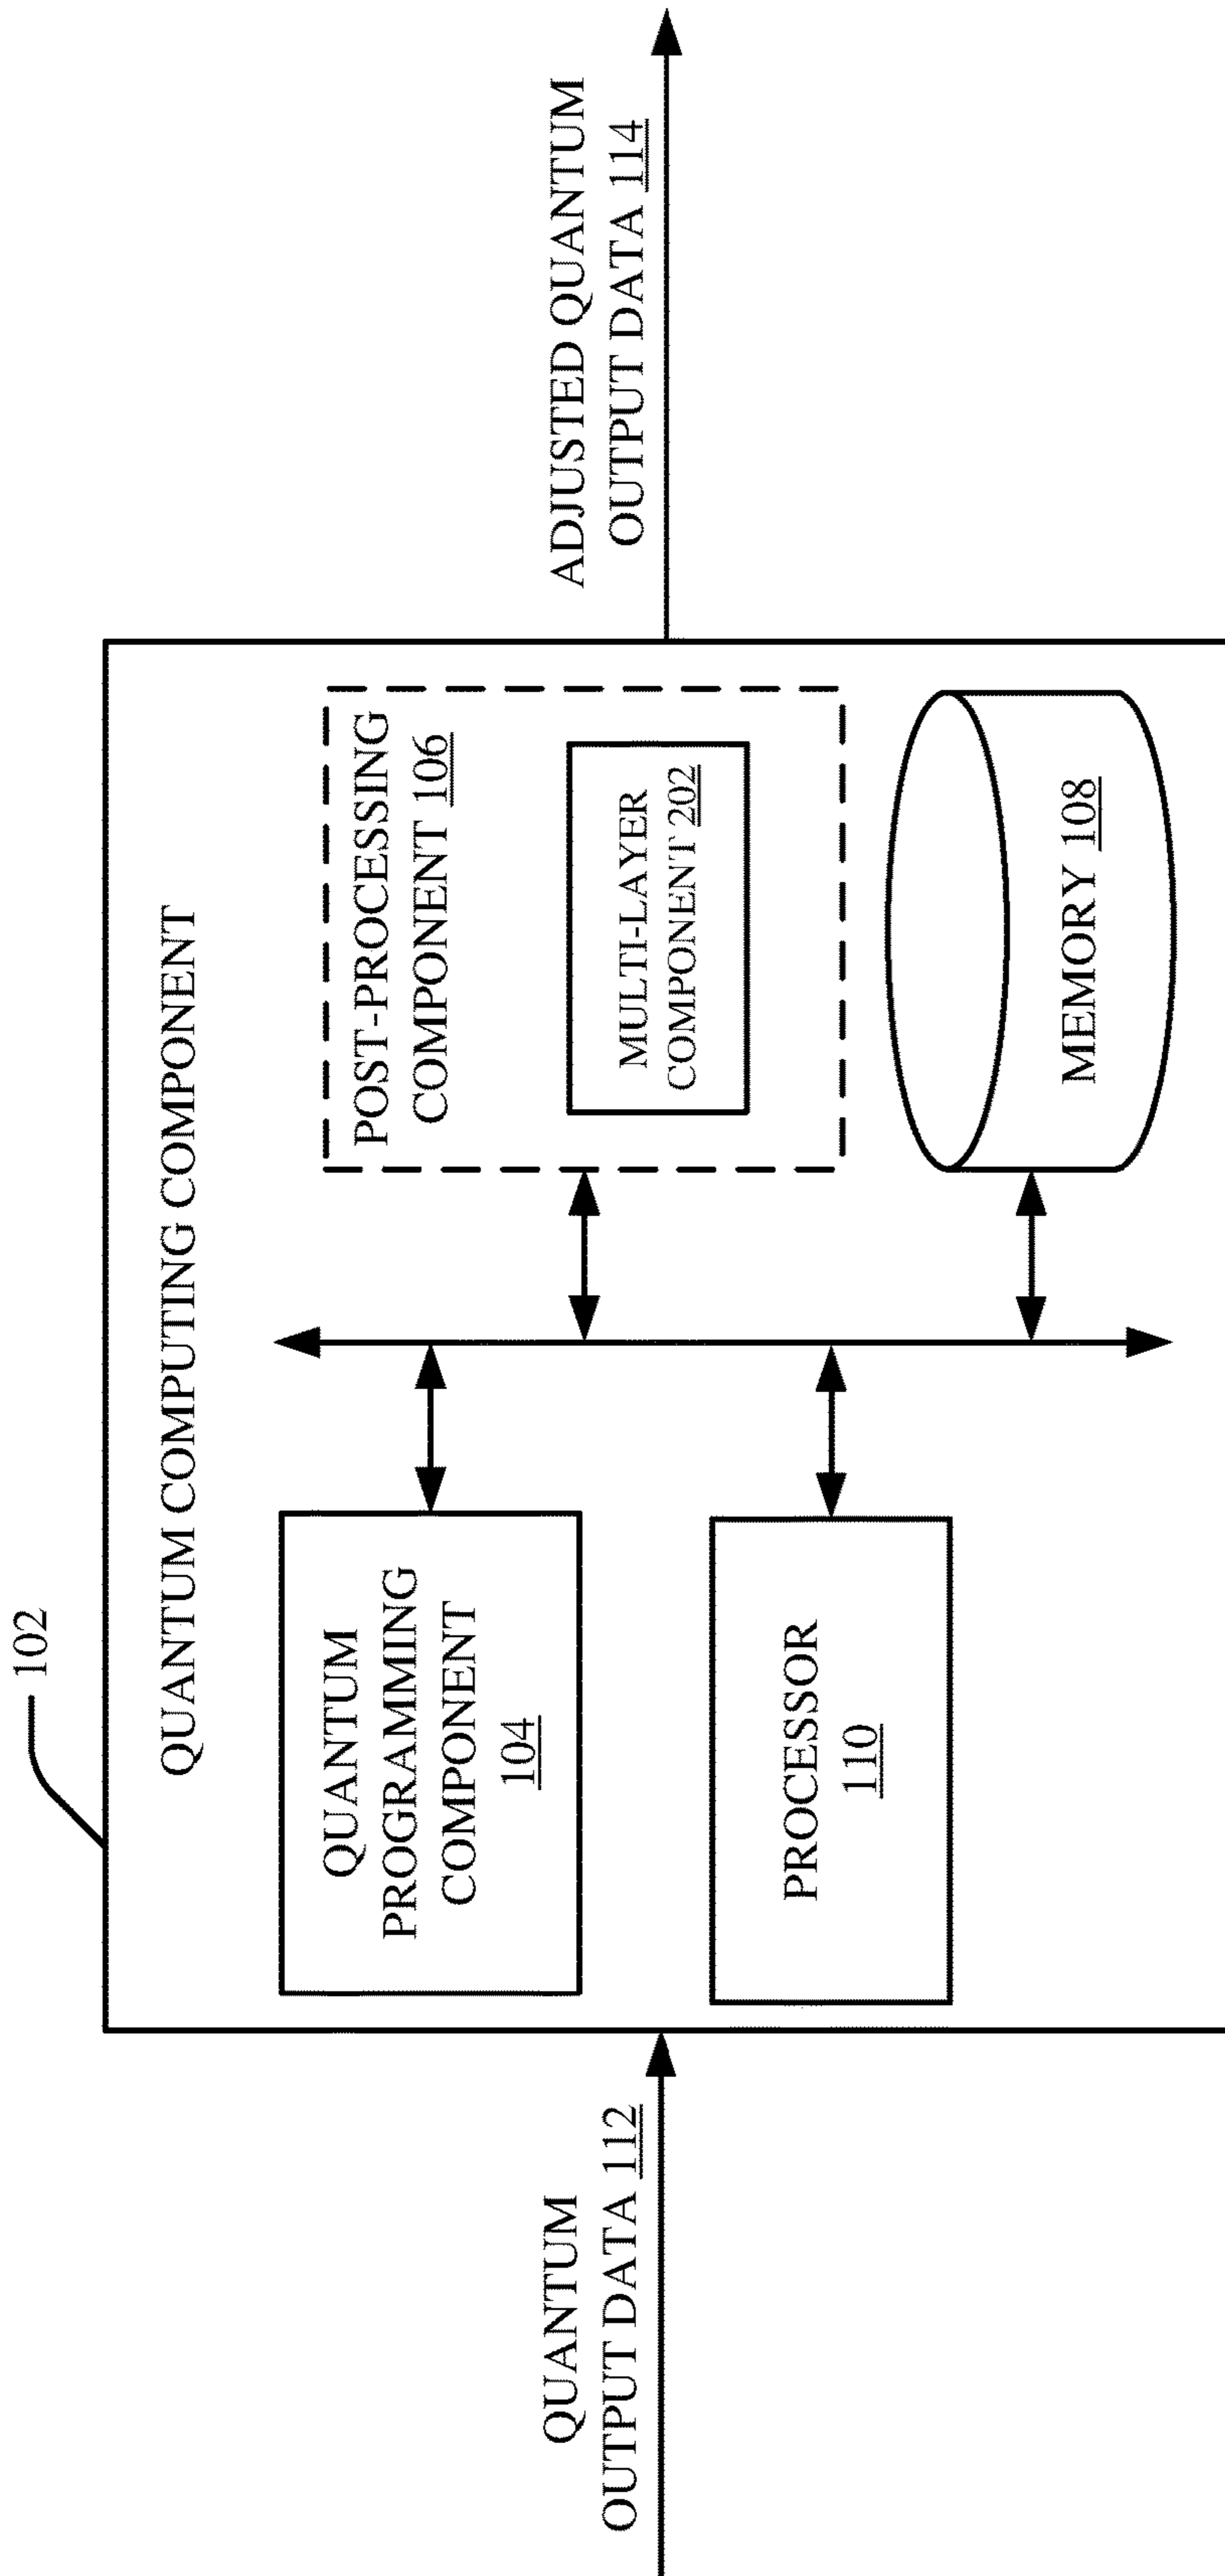 102
QUANTUM COMPUTING COMPONENT
QUANTUM
OUTPUT DATA 112
QUANTUM
PROGRAMMING
COMPONENT
104
PROCESSOR
110
POST-PROCESSING
COMPONENT 106
MULTI-LAYER
COMPONENT 202
MEMORY 108
ADJUSTED QUANTUM
OUTPUT DATA 114